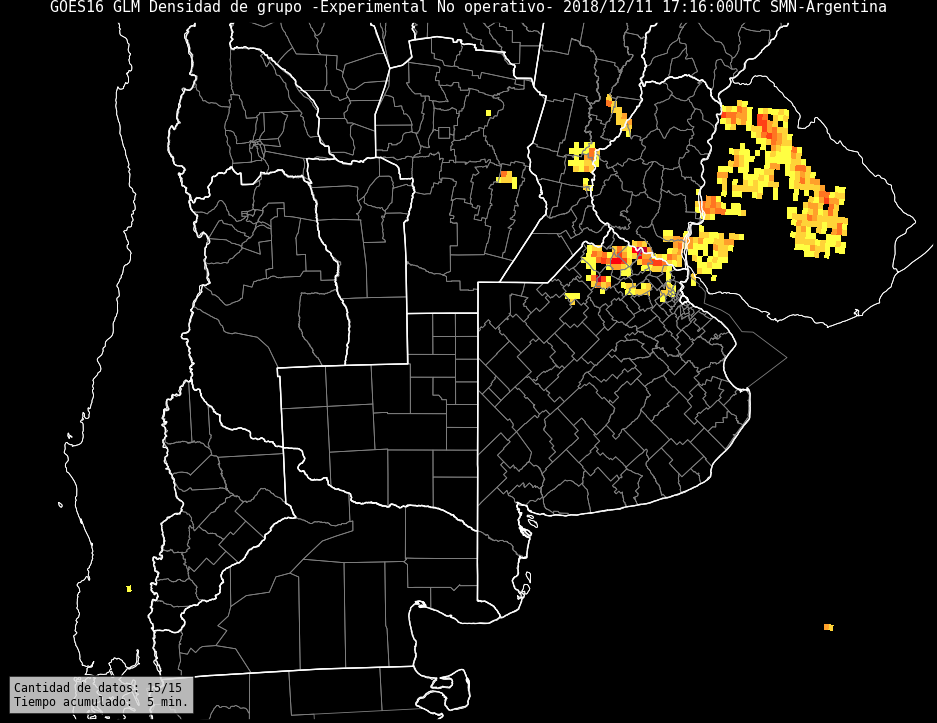 GOES16 GLM Densidad de grupo -Experimental No operativo- 2018/12/11 17:16:00UTC SMN-Argentina
Cantidad de datos: 15/15
Tiempo acumulado:  5 min.